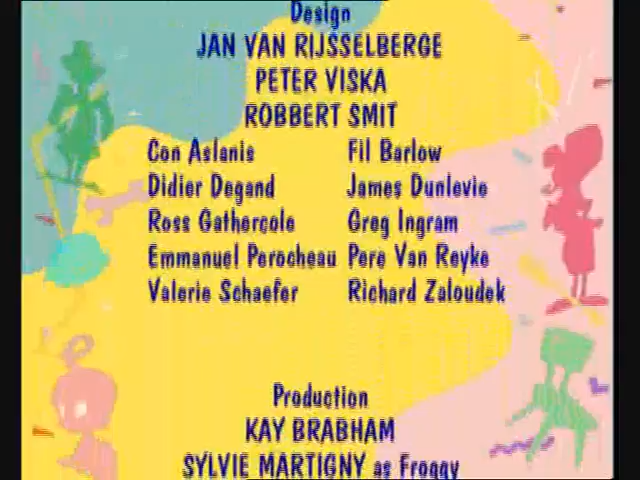 Design
JAN VAN RIJSSELBERGE
PETER VISKA
ROBBERT SMIT
Con Aslanis Fil Barlow
Didier Degand James Dunlevie
Ross Gathercole Greg Ingram
Emmanuel Perocheau Pere Van Reyke
Valerie Schaefer Richard Zaloudek
Production
KAY BRABHAM
SYLVIE MARTIGNY as Froggy